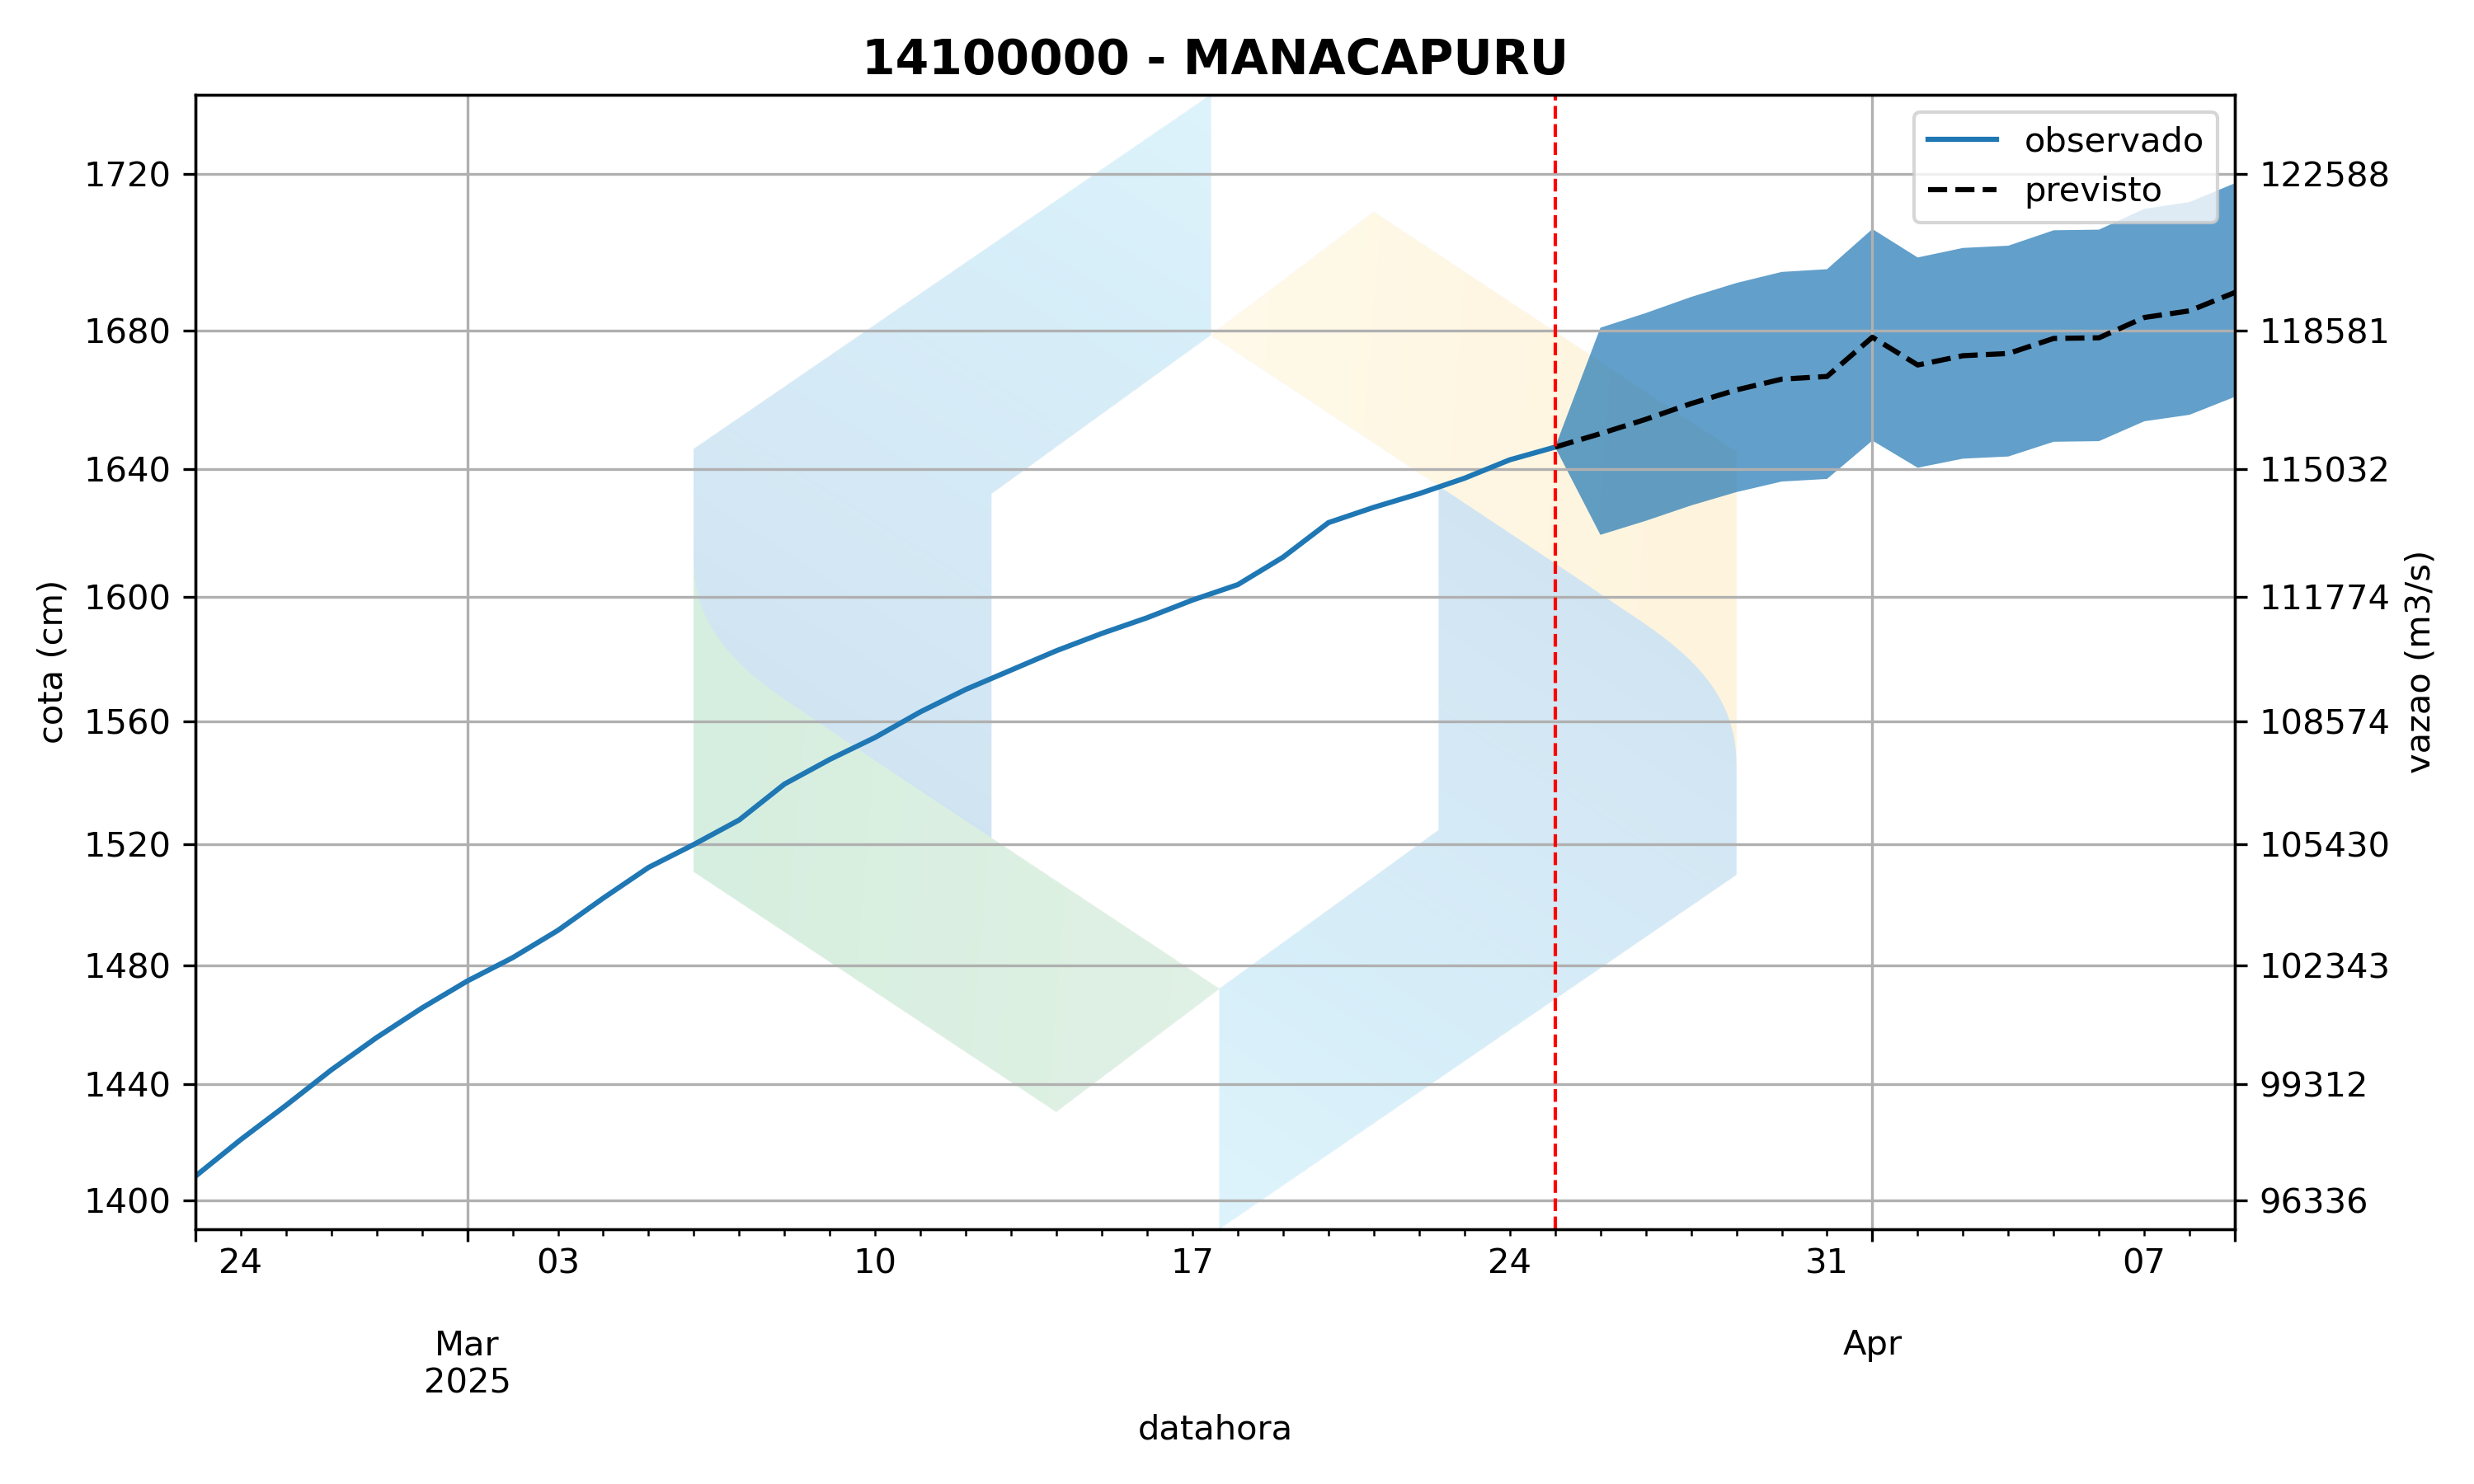 14100000 - MANACAPURU
observado
previsto
1720
1680
1640
1600
1560
1520
1480
1440
1400
cota (cm)
122588
118581
115032
111774
108574
105430
102343
99312
96336
vazao (m3/s)
24 03 10 17 24 31 07
Mar Apr
2025
datahora